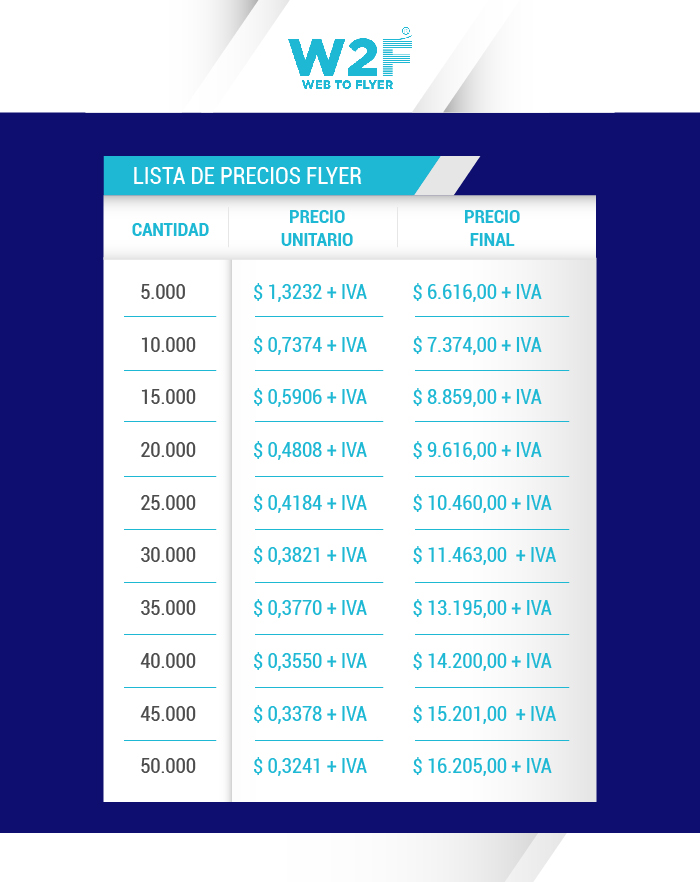 W2F
WEB TO FLYER
LISTA DE PRECIOS FLYER
CANTIDAD
PRECIO
UNITARIO
PRECIO
FINAL
5.000 $ 1,3232 + IVA $ 6.616,00 + IVA
10.000 $ 0,7374 + IVA $ 7.374,00 + IVA
15.000 $ 0,5906 + IVA $ 8.859,00 + IVA
20.000 $ 0,4808 + IVA $ 9.616,00 + IVA
25.000 $ 0,4184 + IVA $ 10.460,00 + IVA
30.000 $ 0,3821 + IVA $ 11.463,00 + IVA
35.000 $ 0,3770 + IVA $ 13.195,00 + IVA
40.000 $ 0,3550 + IVA $ 14.200,00 + IVA
45.000 $ 0,3378 + IVA $ 15.201,00 + IVA
50.000 $ 0,3241 + IVA $ 16.205,00 + IVA